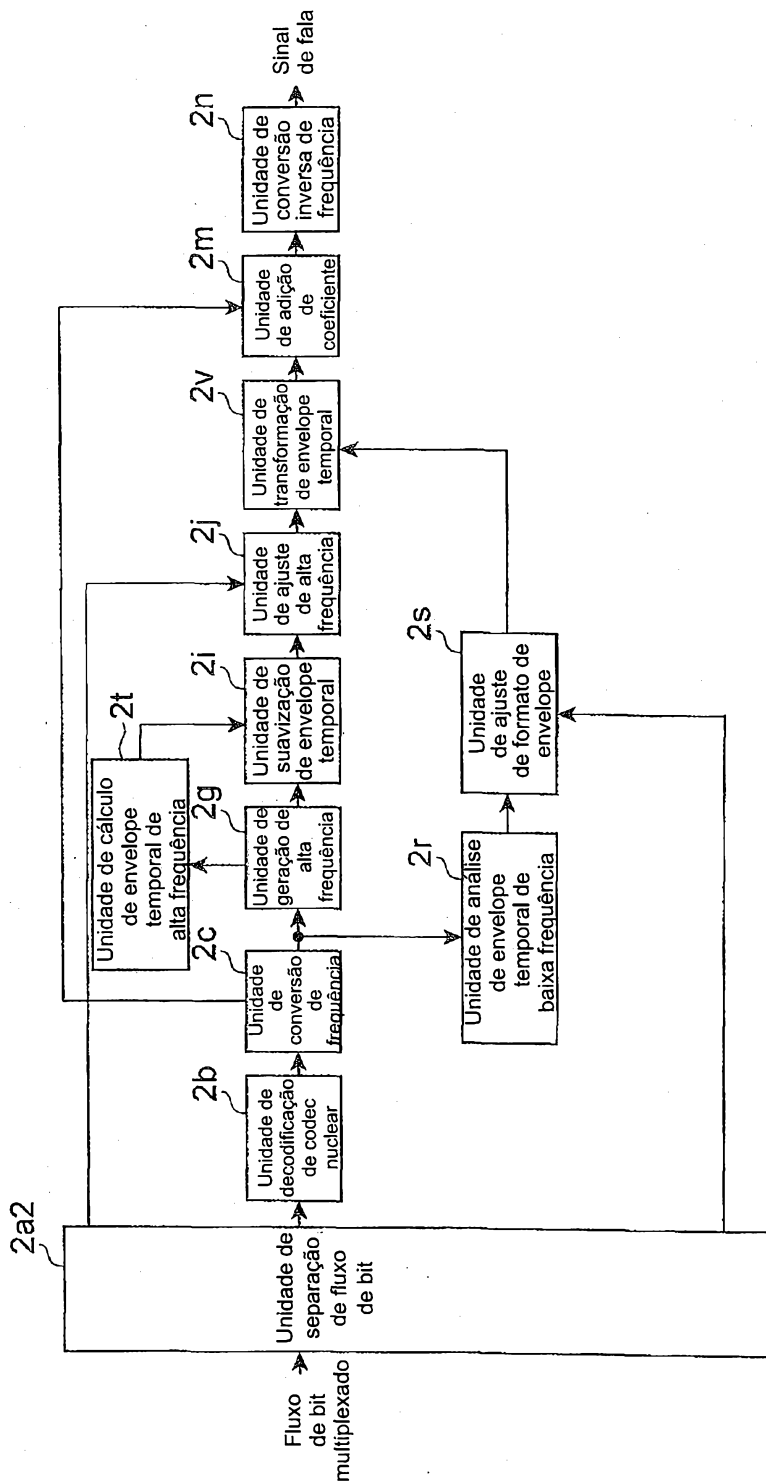 Fluxo
de bit
multiplexado
2a2
Unidade de
separação
de fluxo
de bit
2b
Unidade de
decodificação
de codec
nuclear
2c
Unidade
de
conversão
de
frequência
2g
Unidade de
geração de
alta
frequência
2t
Unidade de cálculo
de envelope
temporal de
alta frequência
2i
Unidade de
suavização
de envelope
temporal
2j
Unidade
de ajuste
de alta
frequência
2v
Unidade de
transformação
de envelope
temporal
2m
Unidade
de adição
de
coeficiente
2n
Unidade de
conversão
inversa de
frequência
Sinal
de fala
2r
Unidade de análise
de envelope
temporal de
baixa frequência
2s
Unidade
de ajuste
de formato de
envelope